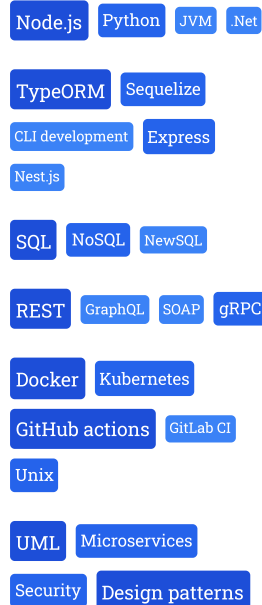 Node.js Python JVM .Net
TypeORM Sequelize
CLI development Express
Nest.js
SQL NoSQL NewSQL
REST GraphQL SOAP gRPC
Docker Kubernetes
GitHub actions GitLab CI
Unix
UML Microservices
Security Design patterns